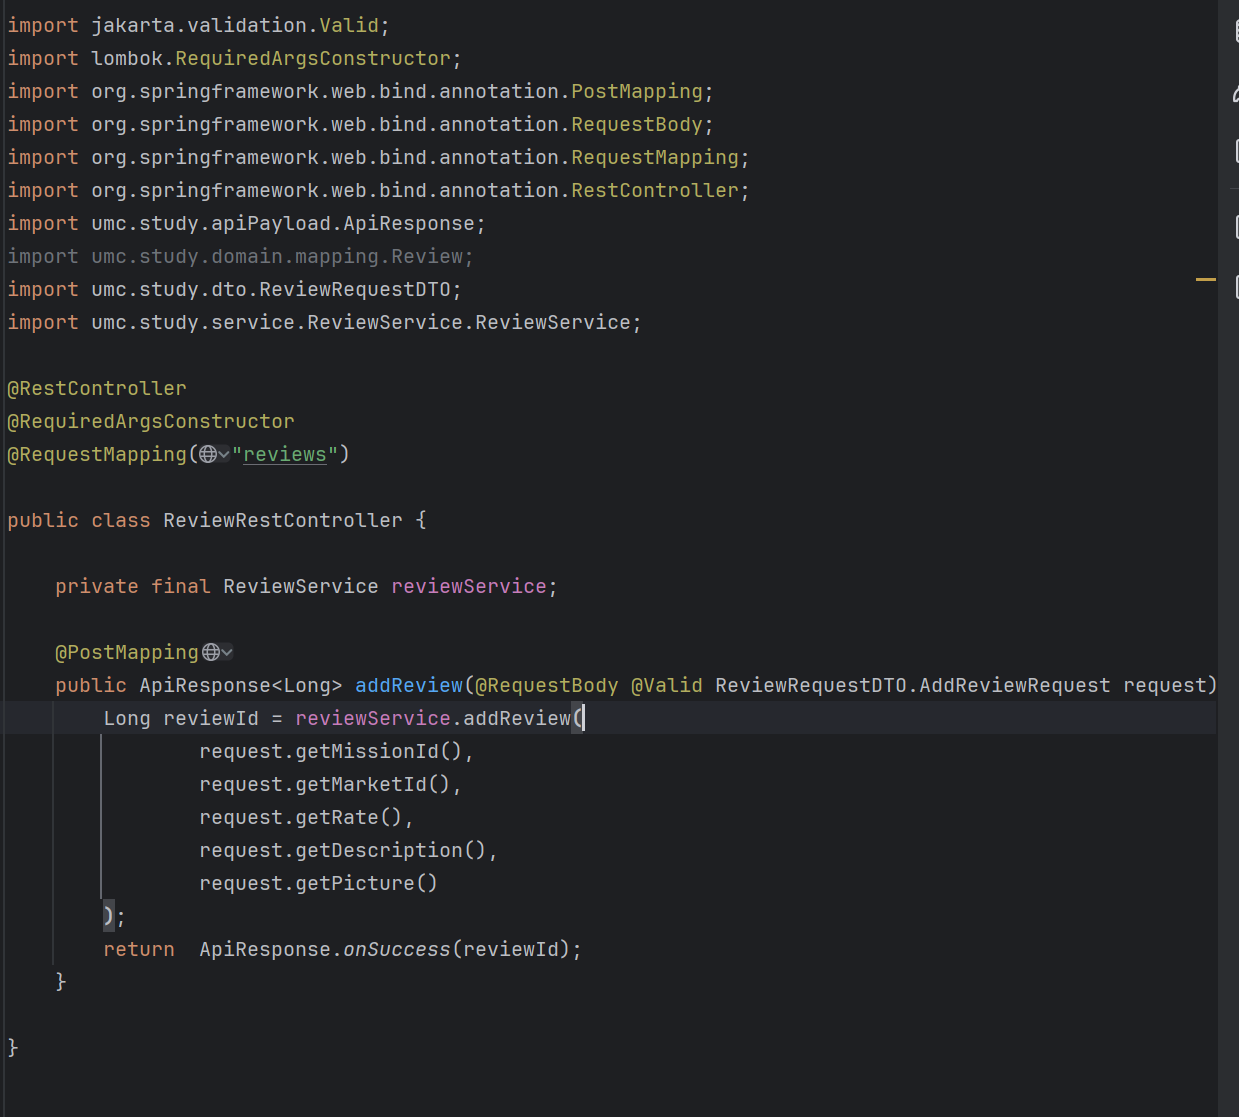 import jakarta.validation.Valid;
import lombok.RequiredArgsConstructor;
import org.springframework.web.bind.annotation.PostMapping;
import org.springframework.web.bind.annotation.RequestBody;
import org.springframework.web.bind.annotation.RequestMapping;
import org.springframework.web.bind.annotation.RestController;
import umc.study.apiPayload.ApiResponse;
import umc.study.domain.mapping.Review;
import umc.study.dto.ReviewRequestDTO;
import umc.study.service.ReviewService.ReviewService;
@RestController
@RequiredArgsConstructor
@RequestMapping("reviews")
public class ReviewRestController {
    private final ReviewService reviewService;
    @PostMapping
    public ApiResponse<Long> addReview(@RequestBody @Valid ReviewRequestDTO.AddReviewRequest request)
        Long reviewId = reviewService.addReview(
                request.getMissionId(),
                request.getMarketId(),
                request.getRate(),
                request.getDescription(),
                request.getPicture()
        );
        return  ApiResponse.onSuccess(reviewId);
    }
}